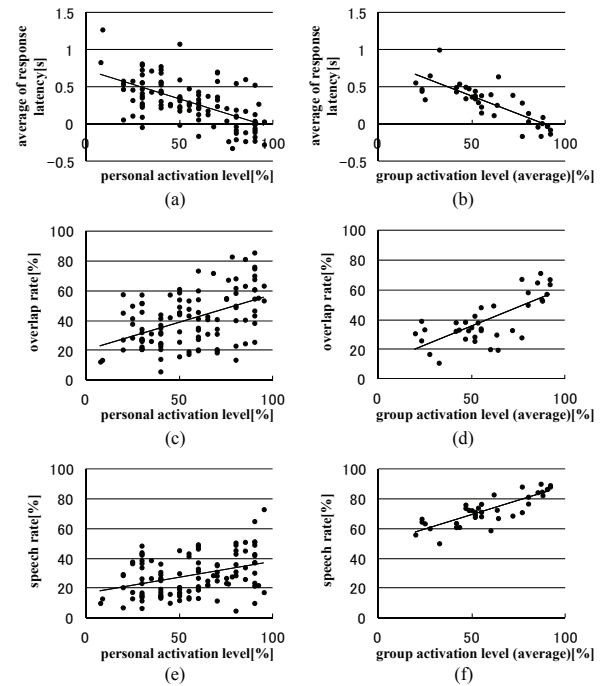 1.5
1
0.5
0
−0.5
0 50 100
average of response
latency[s]
personal activation level[%]
(a)
1.5
1
0.5
0
−0.5
0 50 100
average of response
latency[s]
group activation level (average)[%]
(b)
100
80
60
40
20
0
0 50 100
overlap rate[%]
personal activation level[%]
(c)
100
80
60
40
20
0
0 50 100
overlap rate[%]
group activation level (average)[%]
(d)
100
80
60
40
20
0
0 50 100
speech rate[%]
personal activation level[%]
(e)
100
80
60
40
20
0
0 50 100
speech rate[%]
group activation level (average)[%]
(f)